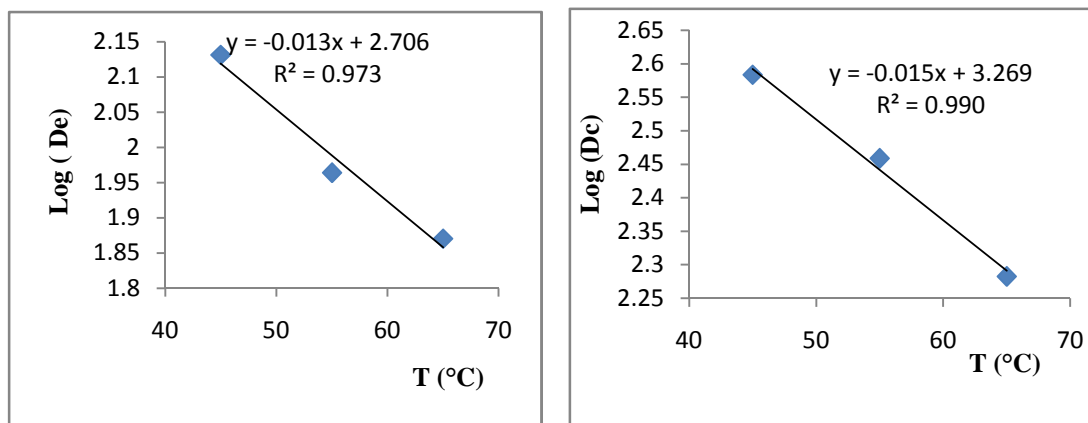 y = -0.013x + 2.706
R² = 0.973
2.15
2.1
2.05
2
1.95
1.9
1.85
1.8
Log ( De)
40 50 60 70
T (°C)
y = -0.015x + 3.269
R² = 0.990
2.65
2.6
2.55
2.5
2.45
2.4
2.35
2.3
2.25
Log (Dc)
40 50 60 70
T (°C)